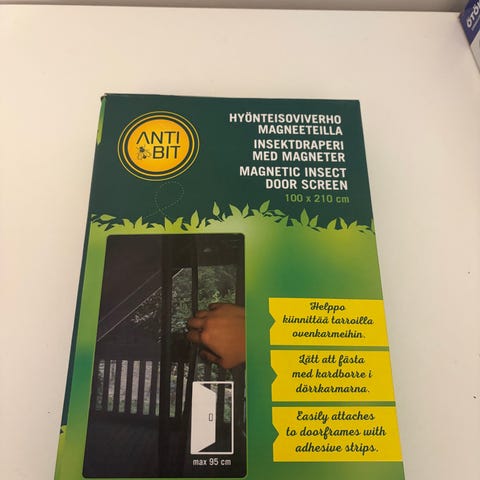 ANTI
BIT
HYÖNTEISOVIVERHO
MAGNEETEILLA
INSEKTDRAPERI
MED MAGNETER
MAGNETIC INSECT
DOOR SCREEN
100 x 210 cm
Helppo
kiinnittää tarroilla
ovenkarmeihin.
Lätt att fästa
med kardborre i
dörrkarmarna.
Easily attaches
to doorframes with
adhesive strips.
max 95 cm